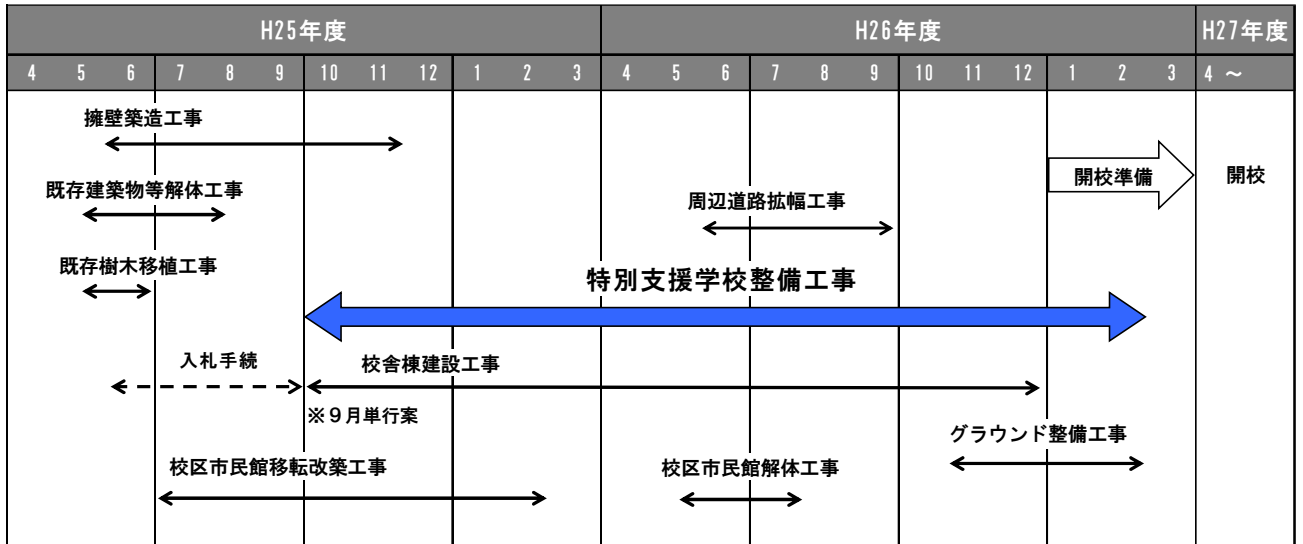 H25年度 H26年度 H27年度
4 5 6 7 8 9 10 11 12 1 2 3 4 5 6 7 8 9 10 11 12 1 2 3 4 ～
擁壁築造工事
既存建築物等解体工事
開校準備
開校
周辺道路拡幅工事
既存樹木移植工事
特別支援学校整備工事
入札手続
校舎棟建設工事
※９月単行案
グラウンド整備工事
校区市民館移転改築工事
校区市民館解体工事